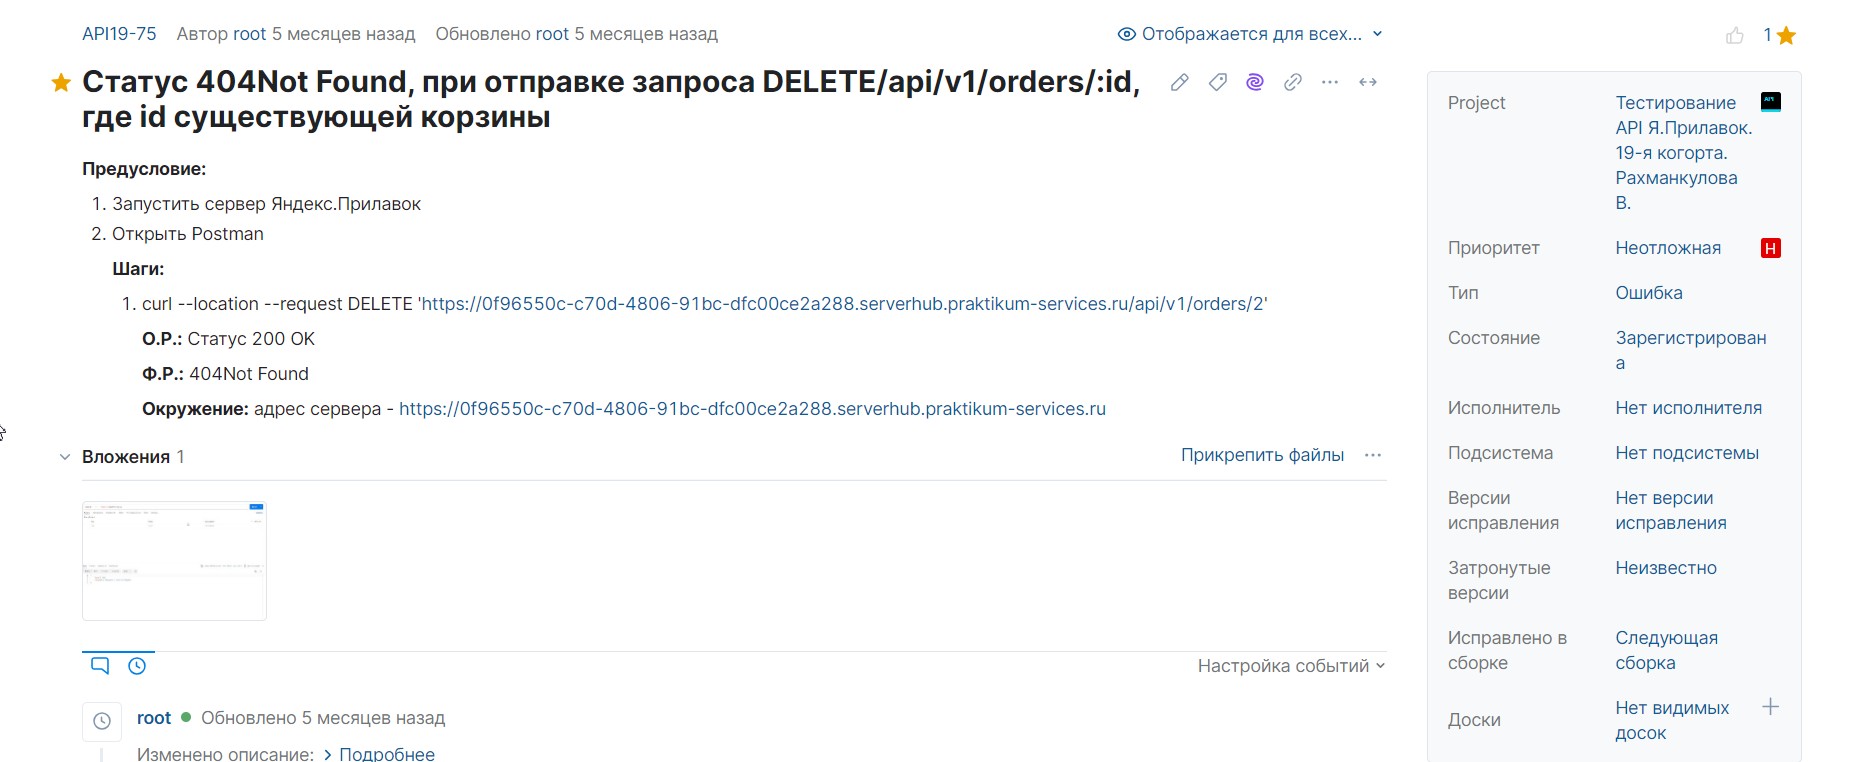 API19-75 Автор root 5 месяцев назад Обновлено root 5 месяцев назад
Отображается для всех...
1
Статус 404Not Found, при отправке запроса DELETE/api/v1/orders/:id,
где id существующей корзины
Предусловие:
1. Запустить сервер Яндекс.Прилавок
2. Открыть Postman
Шаги:
1. curl --location --request DELETE 'https://0f96550c-c70d-4806-91bc-dfc00ce2a288.serverhub.praktikum-services.ru/api/v1/orders/2'
О.Р.: Статус 200 OK
Ф.Р.: 404Not Found
Окружение: адрес сервера - https://0f96550c-c70d-4806-91bc-dfc00ce2a288.serverhub.praktikum-services.ru
Вложения 1
Прикрепить файлы
Настройка событий
root Обновлено 5 месяцев назад
Изменено описание: Подробнее
Project
Тестирование
API Я.Прилавок.
19-я когорта.
Рахманкулова
В.
API
Приоритет
Неотложная
Н
Тип
Ошибка
Состояние
Зарегистрирован
а
Исполнитель
Нет исполнителя
Подсистема
Нет подсистемы
Версии
исправления
Нет версии
исправления
Затронутые
версии
Неизвестно
Исправлено в
сборке
Следующая
сборка
Доски
Нет видимых
досок